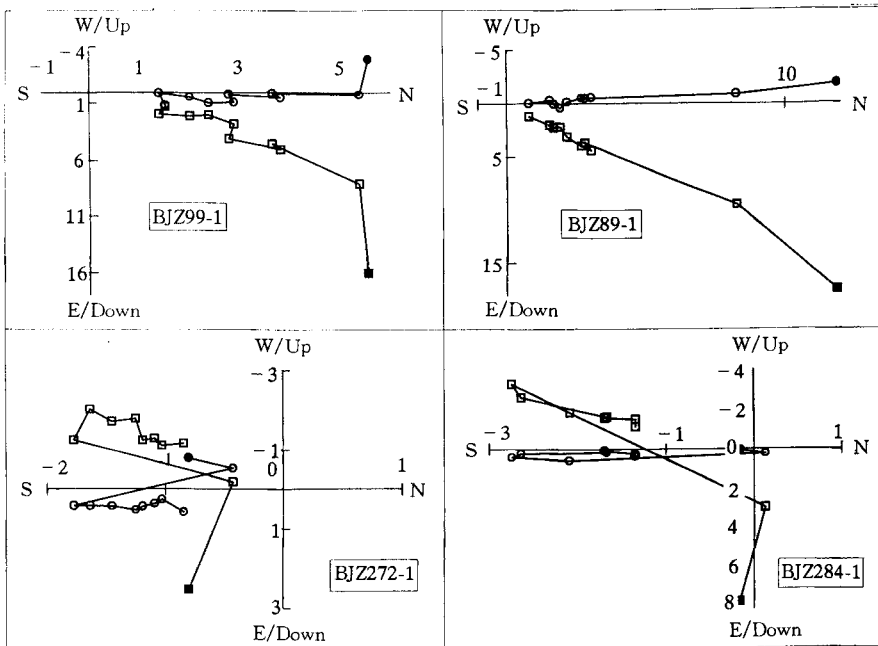 W/Up
−4
−1 1 3 5
S N
1
6
11
16
BJZ99-1
E/Down
W/Up
−5
−1 10
S N
5
15
BJZ89-1
E/Down
W/Up
−3
−1
−2 0 1
S N
1
3
BJZ272-1
E/Down
W/Up
−4
−2
−3 −1 0 1
S N
2
4
6
8
BJZ284-1
E/Down